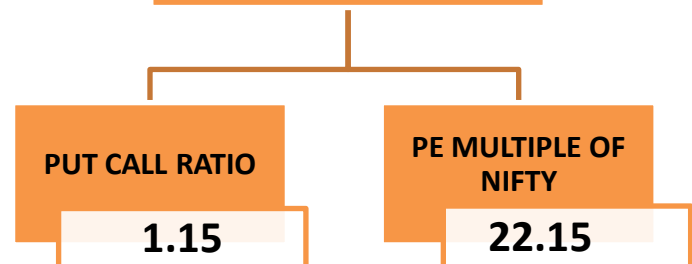 PUT CALL RATIO
1.15
PE MULTIPLE OF
NIFTY
22.15